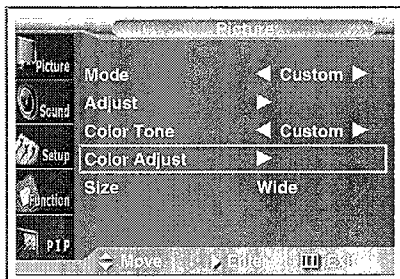 Picture
Picture
Mode Custom
Sound
Adjust
Color Tone Custom
Setup
Color Adjust
Function
Size Wide
PIP
Move Enter EXIT